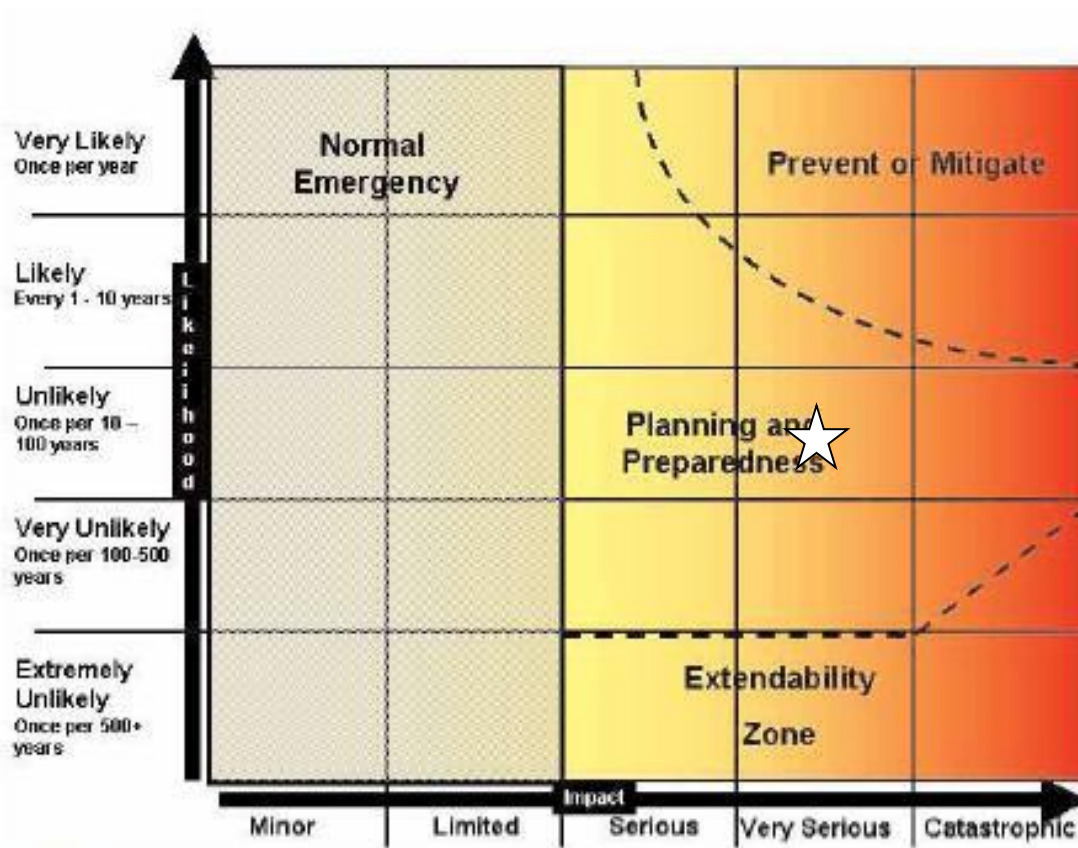 Very Likely
Once per year
Normal
Emergency
Prevent or Mitigate
Likely
Every 1 - 10 years
Likelihood
Unlikely
Once per 10 –
100 years
Planning and
Preparedness
Very Unlikely
Once per 100-500
years
Extremely
Unlikely
Once per 500+
years
Extendability
Zone
Impact
Minor
Limited
Serious
Very Serious
Catastrophic